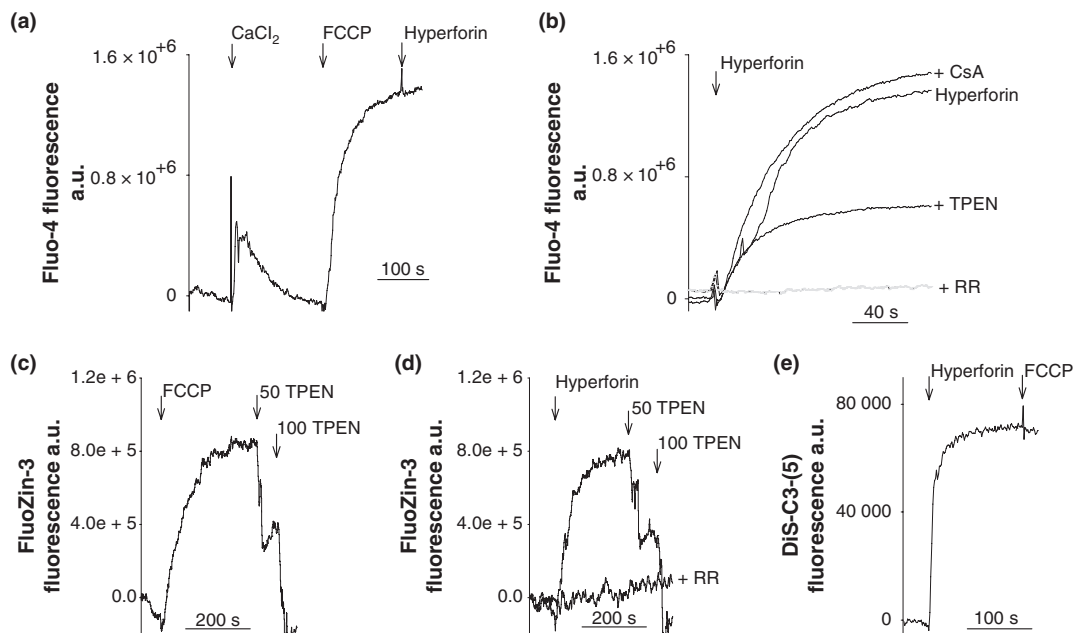 (a)
CaCl2 FCCP Hyperforin
1.6 × 10+6
0.8 × 10+6
0
Fluo-4 fluorescence
a.u.
100 s
(b)
Hyperforin
1.6 × 10+6
0.8 × 10+6
0
Fluo-4 fluorescence
a.u.
+ CsA
Hyperforin
+ TPEN
+ RR
40 s
(c)
1.2e + 6
8.0e + 5
4.0e + 5
0.0
FluoZin-3
fluorescence a.u.
FCCP
50 TPEN
100 TPEN
200 s
(d)
1.2e + 6
8.0e + 5
4.0e + 5
0.0
FluoZin-3
fluorescence a.u.
Hyperforin
50 TPEN
100 TPEN
+ RR
200 s
(e)
Hyperforin FCCP
80 000
40 000
0
DiS-C3-(5)
fluorescence a.u.
100 s